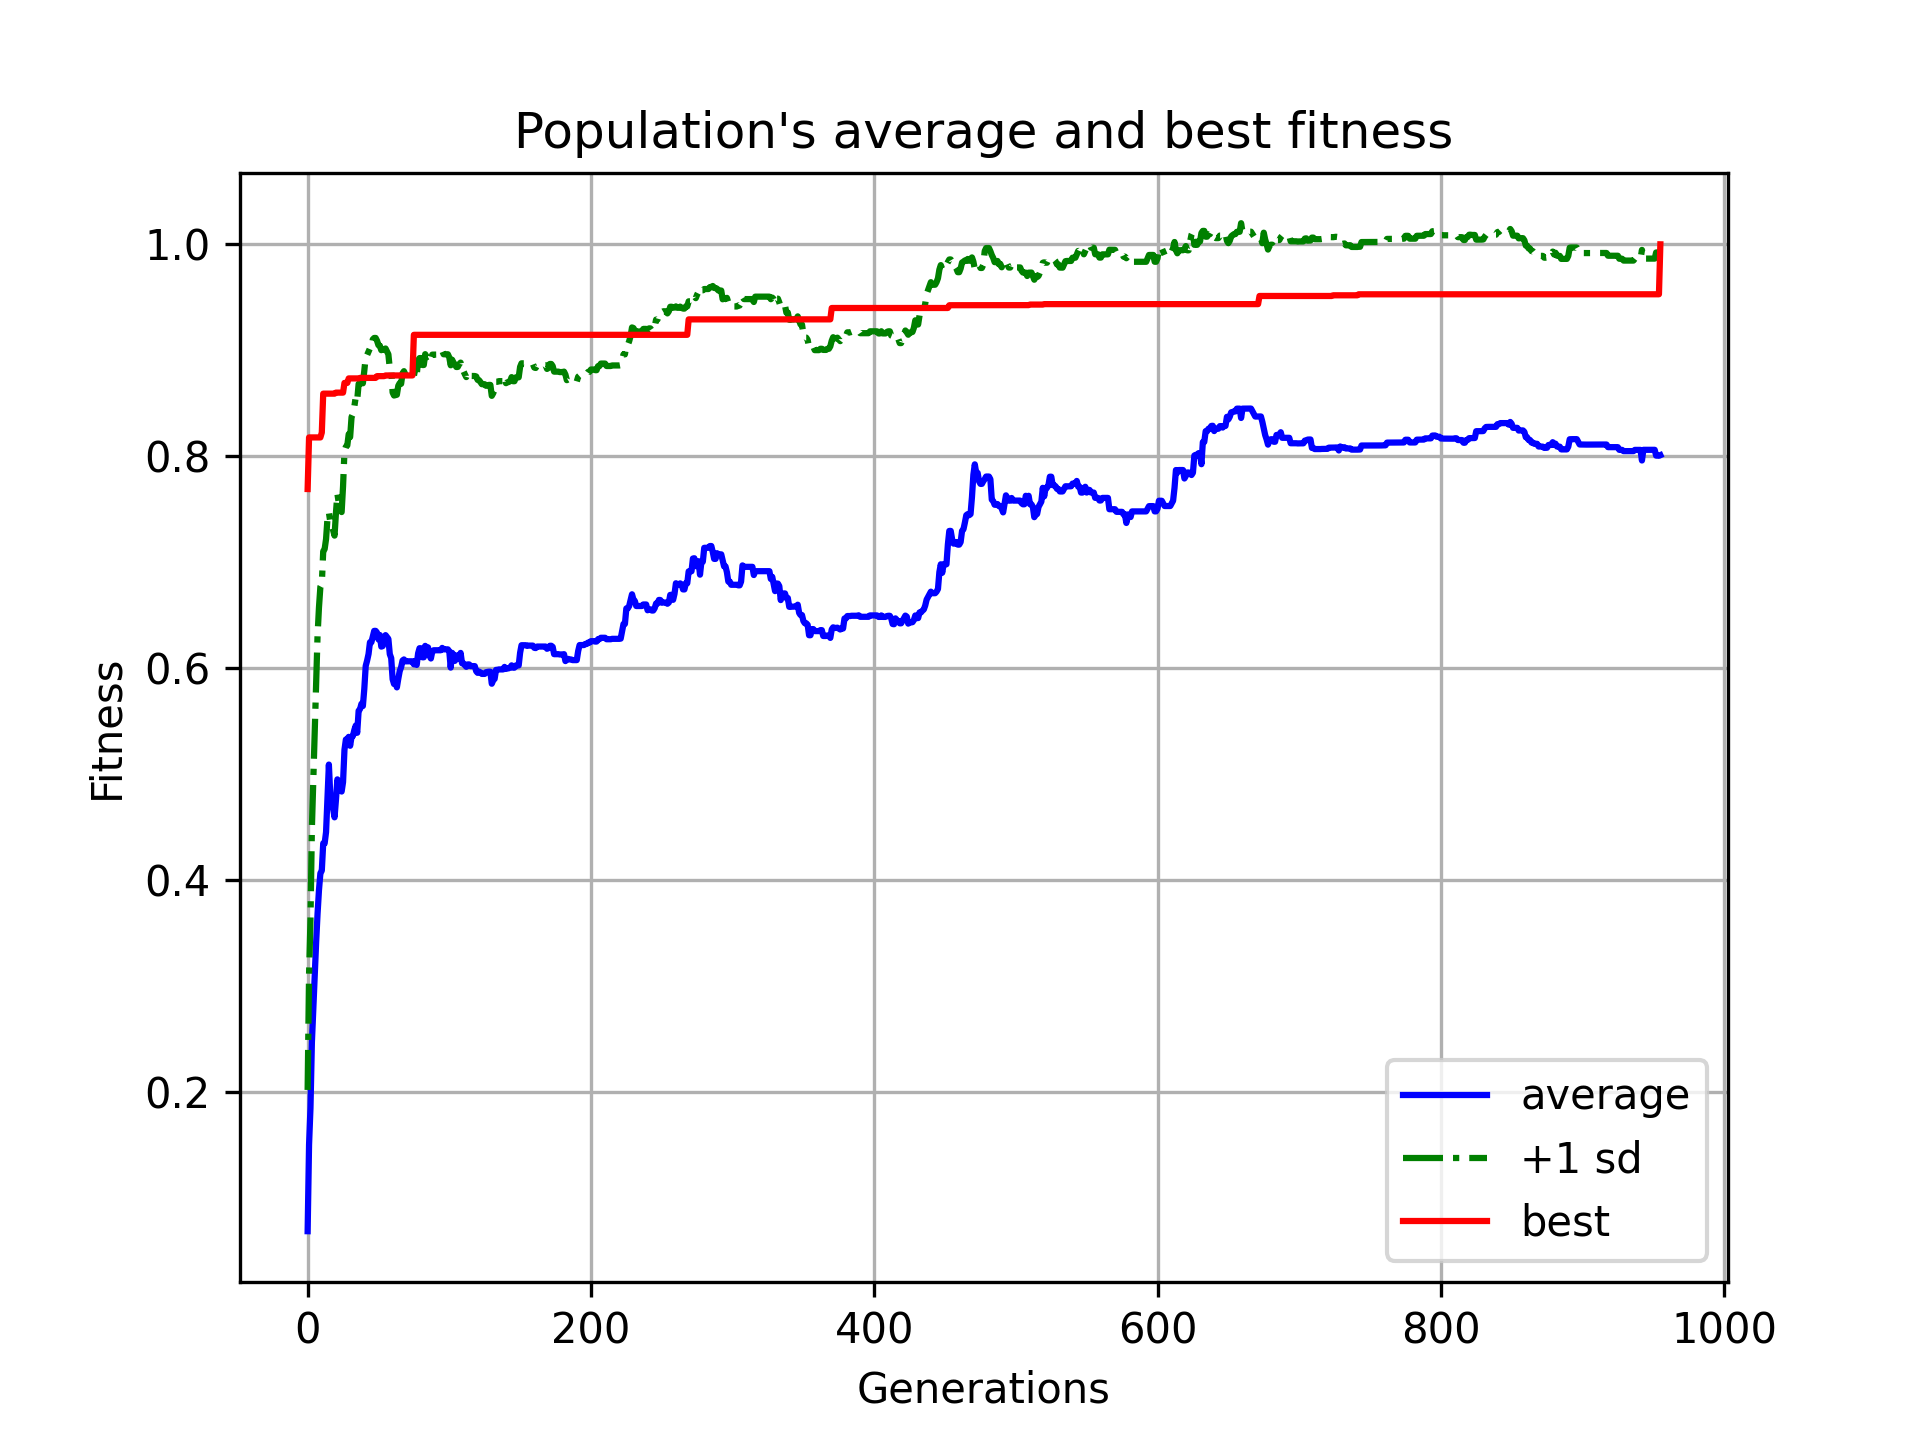 Population's average and best fitness
1.0
0.8
0.6
0.4
0.2
Fitness
0 200 400 600 800 1000
Generations
average
+1 sd
best